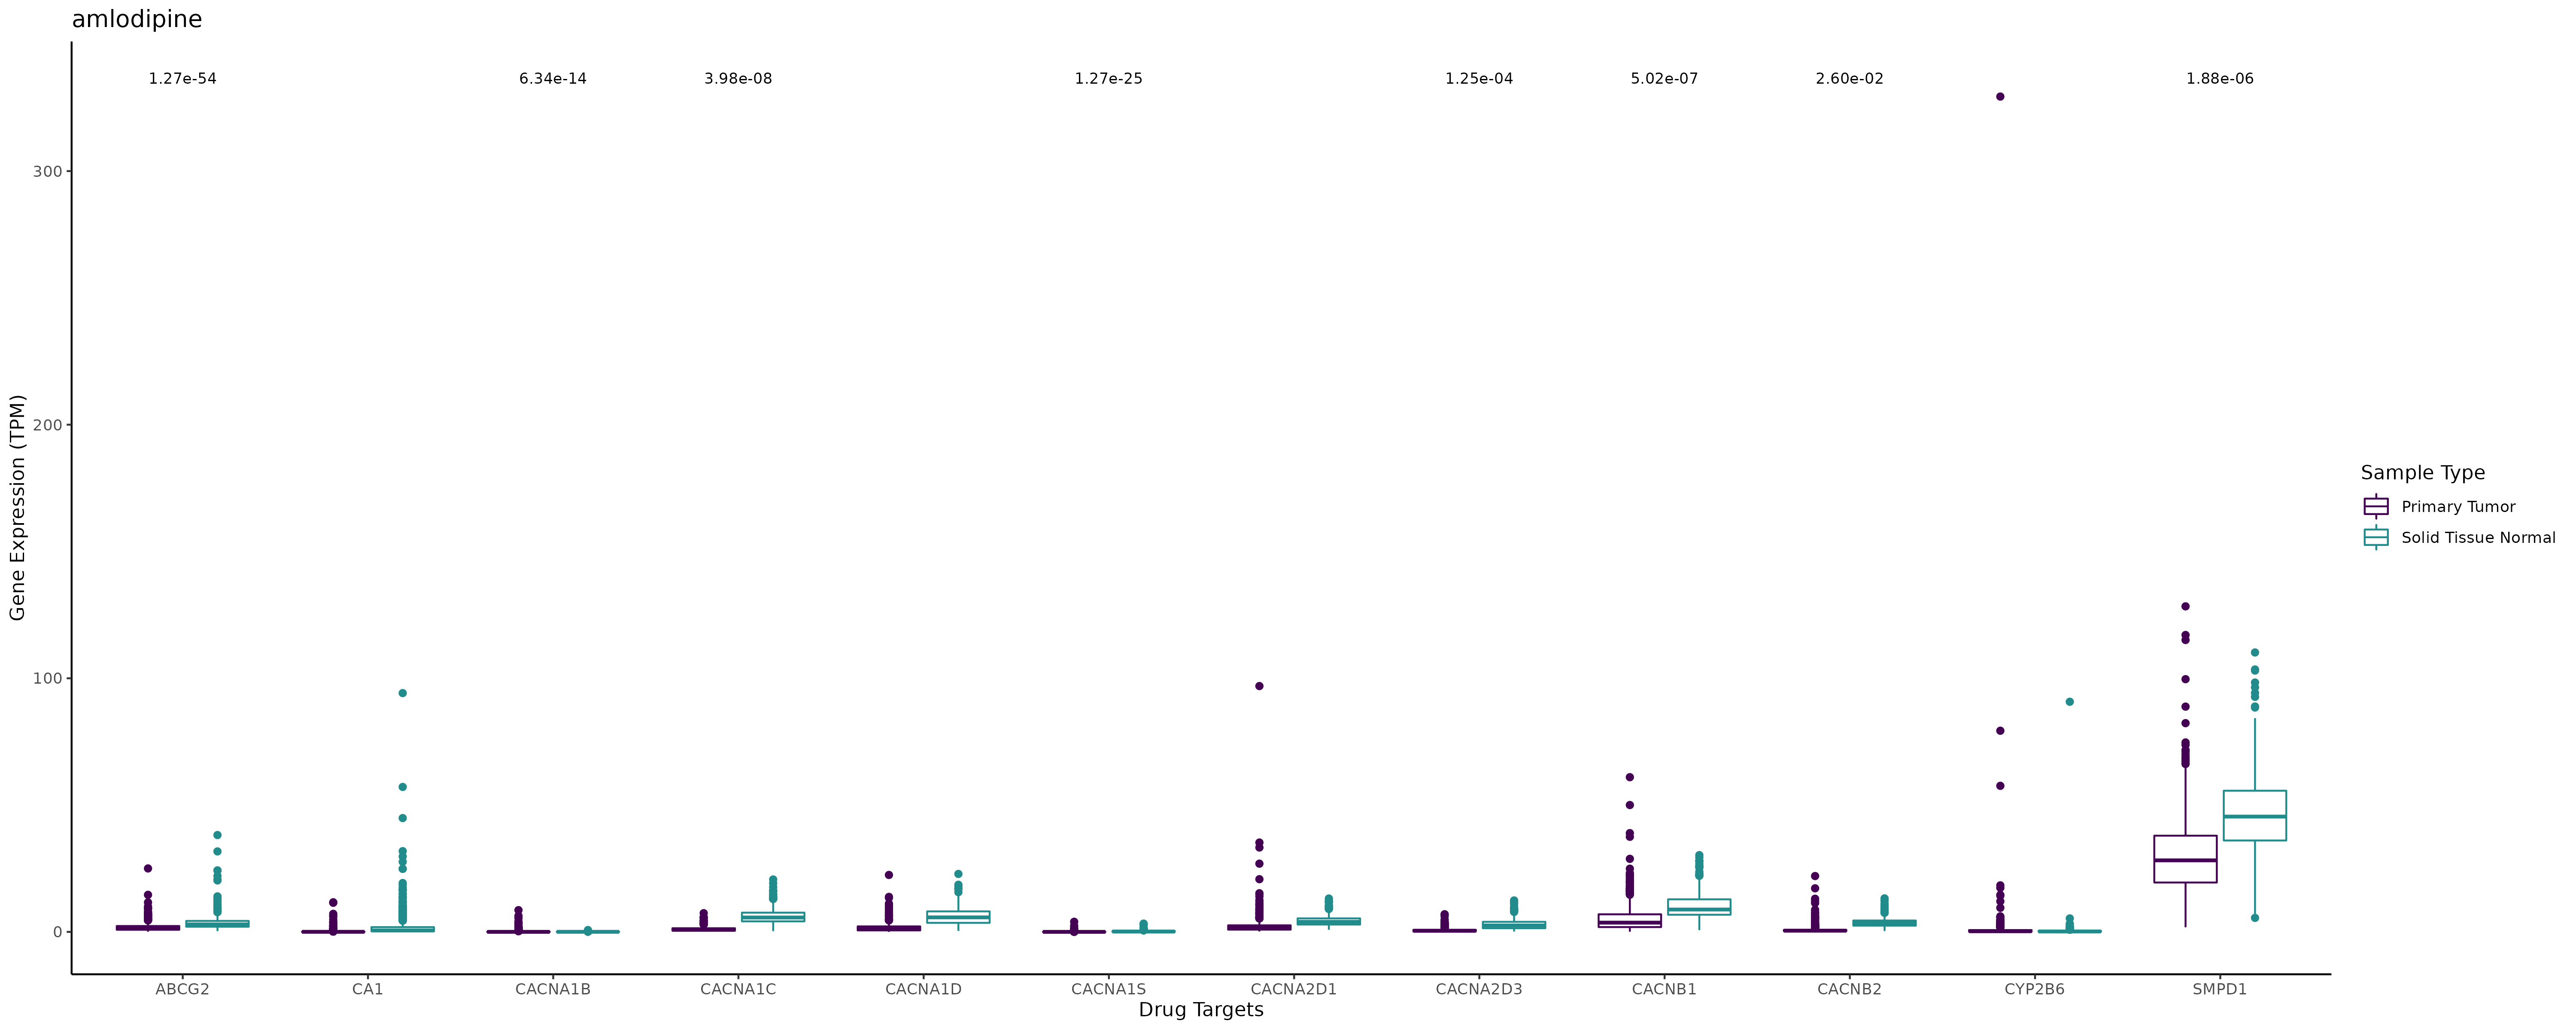 amlodipine
1.27e-54 6.34e-14 3.98e-08 1.27e-25 1.25e-04 5.02e-07 2.60e-02 1.88e-06
Gene Expression (TPM)
300
200
100
0
ABCG2 CA1 CACNA1B CACNA1C CACNA1D CACNA1S CACNA2D1 CACNA2D3 CACNB1 CACNB2 CYP2B6 SMPD1
Drug Targets
Sample Type
Primary Tumor
Solid Tissue Normal